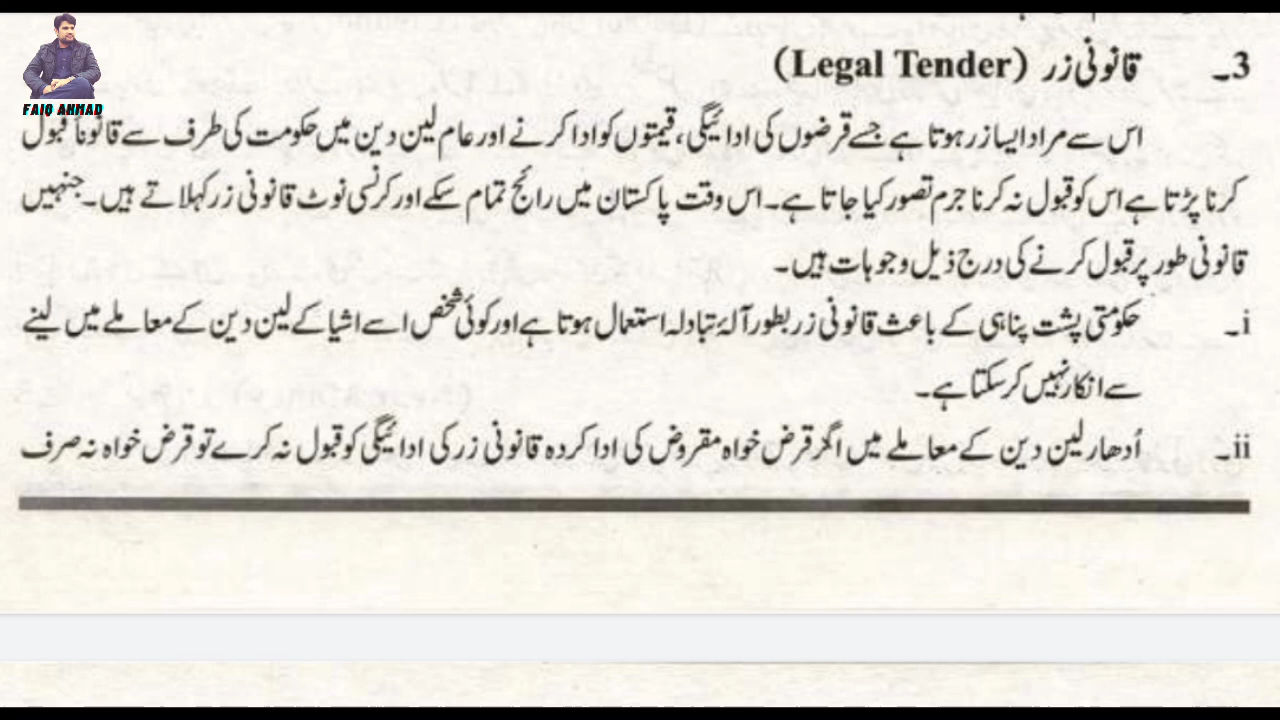 3۔ قانونی زر (Legal Tender)
FAIQ AHMAD
اس سے مراد ایسا زر ہوتا ہے جسے قرضوں کی ادائیگی، قیمتوں کو ادا کرنے اور عام لین دین میں حکومت کی طرف سے قانوناً قبول
کرنا پڑتا ہے اس کو قبول نہ کرنا جرم تصور کیا جاتا ہے۔ اس وقت پاکستان میں رائج تمام سکے اور کرنسی نوٹ قانونی زر کہلاتے ہیں۔ جنہیں
قانونی طور پر قبول کرنے کی درج ذیل وجوہات ہیں۔
i۔ حکومتی پشت پناہی کے باعث قانونی زر بطور آلۂ تبادلہ استعمال ہوتا ہے اور کوئی شخص اسے اشیا کے لین دین کے معاملے میں لینے
سے انکار نہیں کر سکتا ہے۔
ii۔ اُدھار لین دین کے معاملے میں اگر قرض خواہ مقروض کی ادا کردہ قانونی زر کی ادائیگی کو قبول نہ کرے تو قرض خواہ نہ صرف